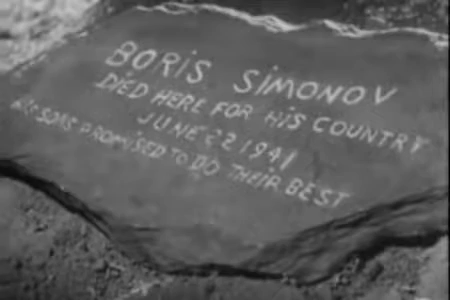 BORIS SIMONOV
DIED HERE FOR HIS COUNTRY
JUNE 22 1941
HIS SONS PROMISED TO DO THEIR BEST